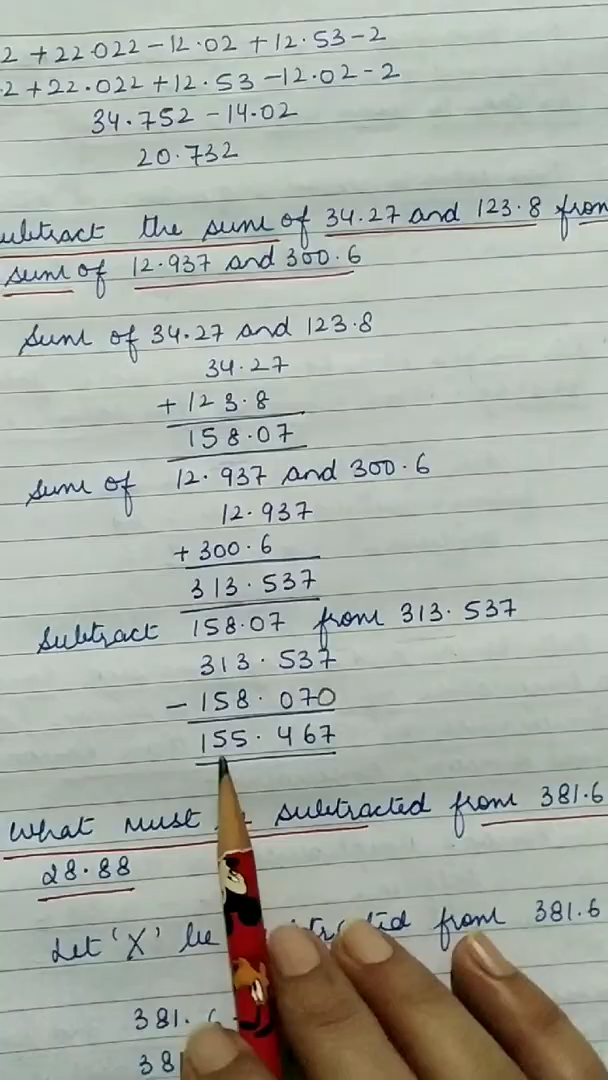 2 + 22.022 - 12.02 + 12.53 - 2
.2 + 22.022 + 12.53 - 12.02 - 2
34.752 - 14.02
20.732
ubtract the sum of 34.27 and 123.8 from
sum of 12.937 and 300.6
Sum of 34.27 and 123.8
34.27
+ 123.8
158.07
Sum of 12.937 and 300.6
12.937
+ 300.6
313.537
Subtract 158.07 from 313.537
313.537
- 158.070
155.467
What must subtracted from 381.6
28.88
Let 'X' be from 381.6
381.
381